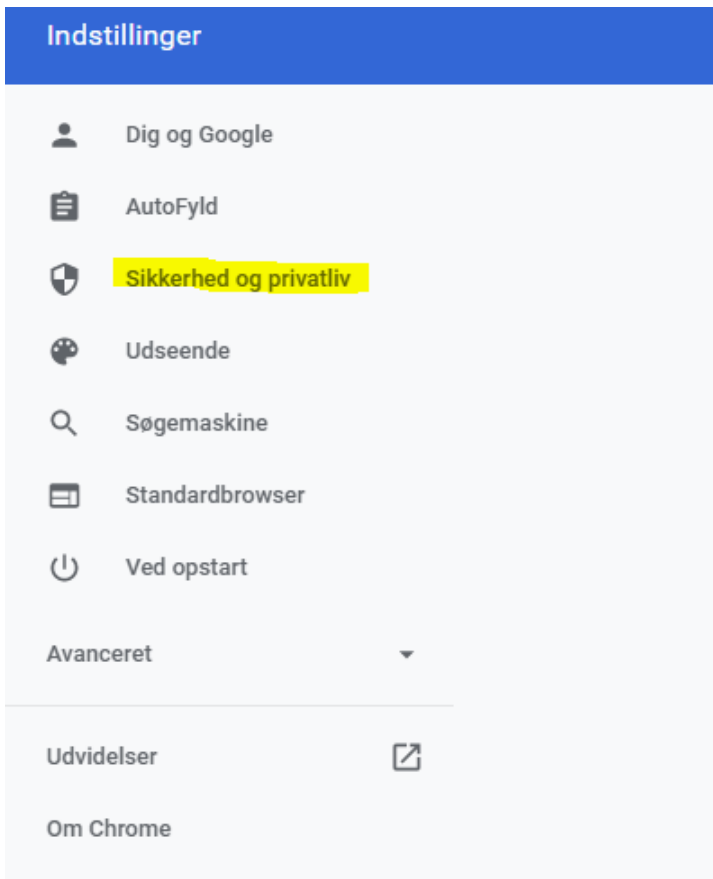 Indstillinger
Dig og Google
AutoFyld
Sikkerhed og privatliv
Udseende
Søgemaskine
Standardbrowser
Ved opstart
Avanceret
Udvidelser
Om Chrome